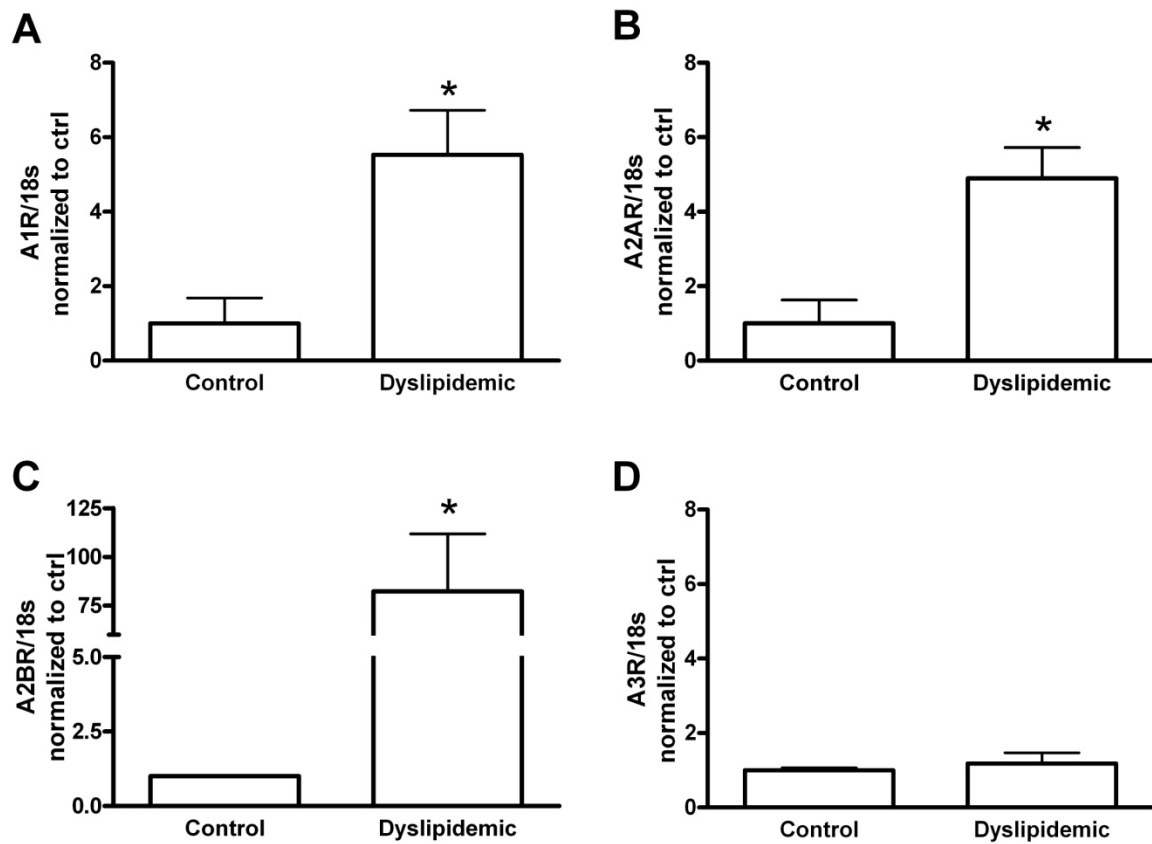 A
A1R/18s
normalized to ctrl
8
6
4
2
0
*
Control
Dyslipidemic
B
A2AR/18s
normalized to ctrl
8
6
4
2
0
*
Control
Dyslipidemic
C
A2BR/18s
normalized to ctrl
125
100
75
5.0
2.5
0.0
*
Control
Dyslipidemic
D
A3R/18s
normalized to ctrl
8
6
4
2
0
Control
Dyslipidemic